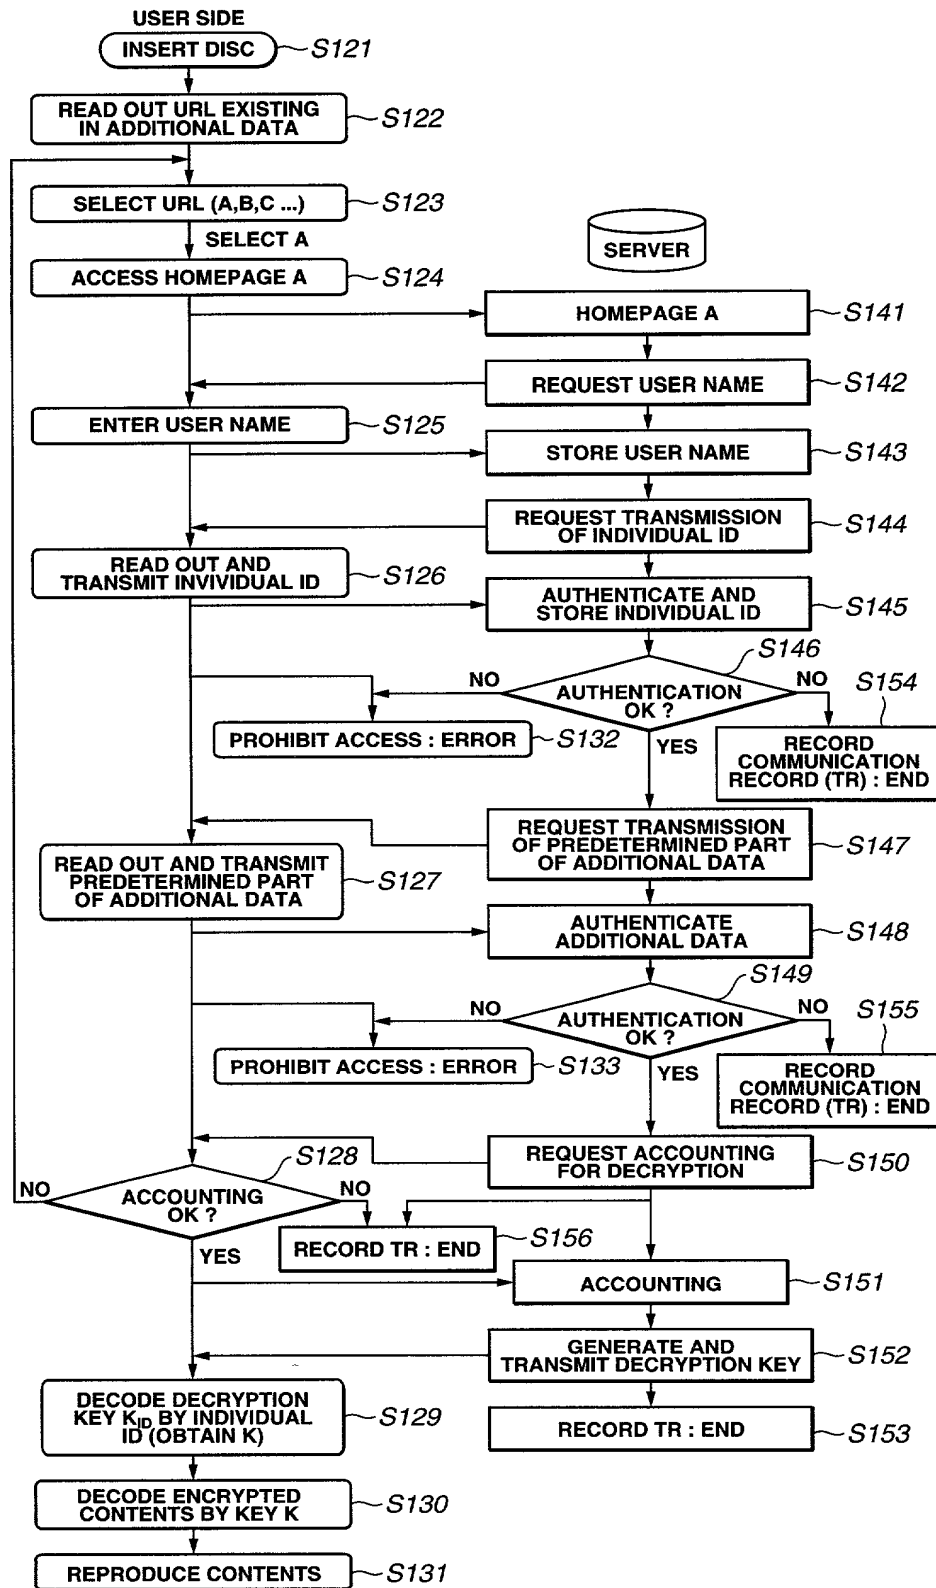 USER SIDE
INSERT DISC
S121
READ OUT URL EXISTING
IN ADDITIONAL DATA
S122
SELECT URL (A,B,C ...)
S123
SELECT A
SERVER
ACCESS HOMEPAGE A
S124
HOMEPAGE A
S141
REQUEST USER NAME
S142
ENTER USER NAME
S125
STORE USER NAME
S143
REQUEST TRANSMISSION
OF INDIVIDUAL ID
S144
READ OUT AND
TRANSMIT INVIVIDUAL ID
S126
AUTHENTICATE AND
STORE INDIVIDUAL ID
S145
S146
NO
AUTHENTICATION
OK ?
NO
S154
PROHIBIT ACCESS : ERROR
S132
YES
RECORD
COMMUNICATION
RECORD (TR) : END
REQUEST TRANSMISSION
OF PREDETERMINED PART
OF ADDITIONAL DATA
S147
READ OUT AND TRANSMIT
PREDETERMINED PART
OF ADDITIONAL DATA
S127
AUTHENTICATE
ADDITIONAL DATA
S148
S149
NO
AUTHENTICATION
OK ?
NO
S155
PROHIBIT ACCESS : ERROR
S133
YES
RECORD
COMMUNICATION
RECORD (TR) : END
REQUEST ACCOUNTING
FOR DECRYPTION
S150
S128
NO
ACCOUNTING
OK ?
NO
YES
RECORD TR : END
S156
ACCOUNTING
S151
GENERATE AND
TRANSMIT DECRYPTION KEY
S152
DECODE DECRYPTION
KEY KID BY INDIVIDUAL
ID (OBTAIN K)
S129
RECORD TR : END
S153
DECODE ENCRYPTED
CONTENTS BY KEY K
S130
REPRODUCE CONTENTS
S131